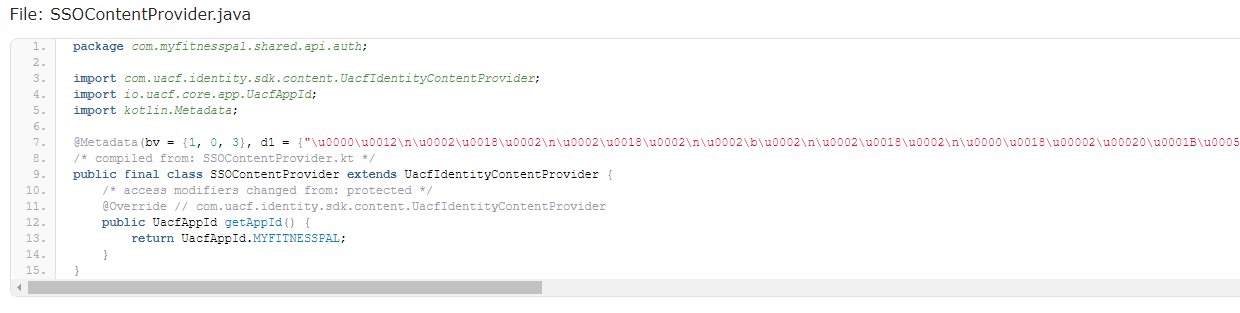 File: SSOContentProvider.java
1. package com.myfitnesspal.shared.api.auth;
2.
3. import com.uacf.identity.sdk.content.UacfIdentityContentProvider;
4. import io.uacf.core.app.UacfAppId;
5. import kotlin.Metadata;
6.
7. @Metadata(bv = {1, 0, 3}, d1 = {"\u0000\u0012\n\u0002\u0018\u0002\n\u0002\u0018\u0002\n\u0002\b\u0002\n\u0002\u0018\u0002\n\u0000\u0018\u00002\u00020\u0001B\u0005
8. /* compiled from: SSOContentProvider.kt */
9. public final class SSOContentProvider extends UacfIdentityContentProvider {
10. /* access modifiers changed from: protected */
11. @Override // com.uacf.identity.sdk.content.UacfIdentityContentProvider
12. public UacfAppId getAppId() {
13. return UacfAppId.MYFITNESSPAL;
14. }
15. }